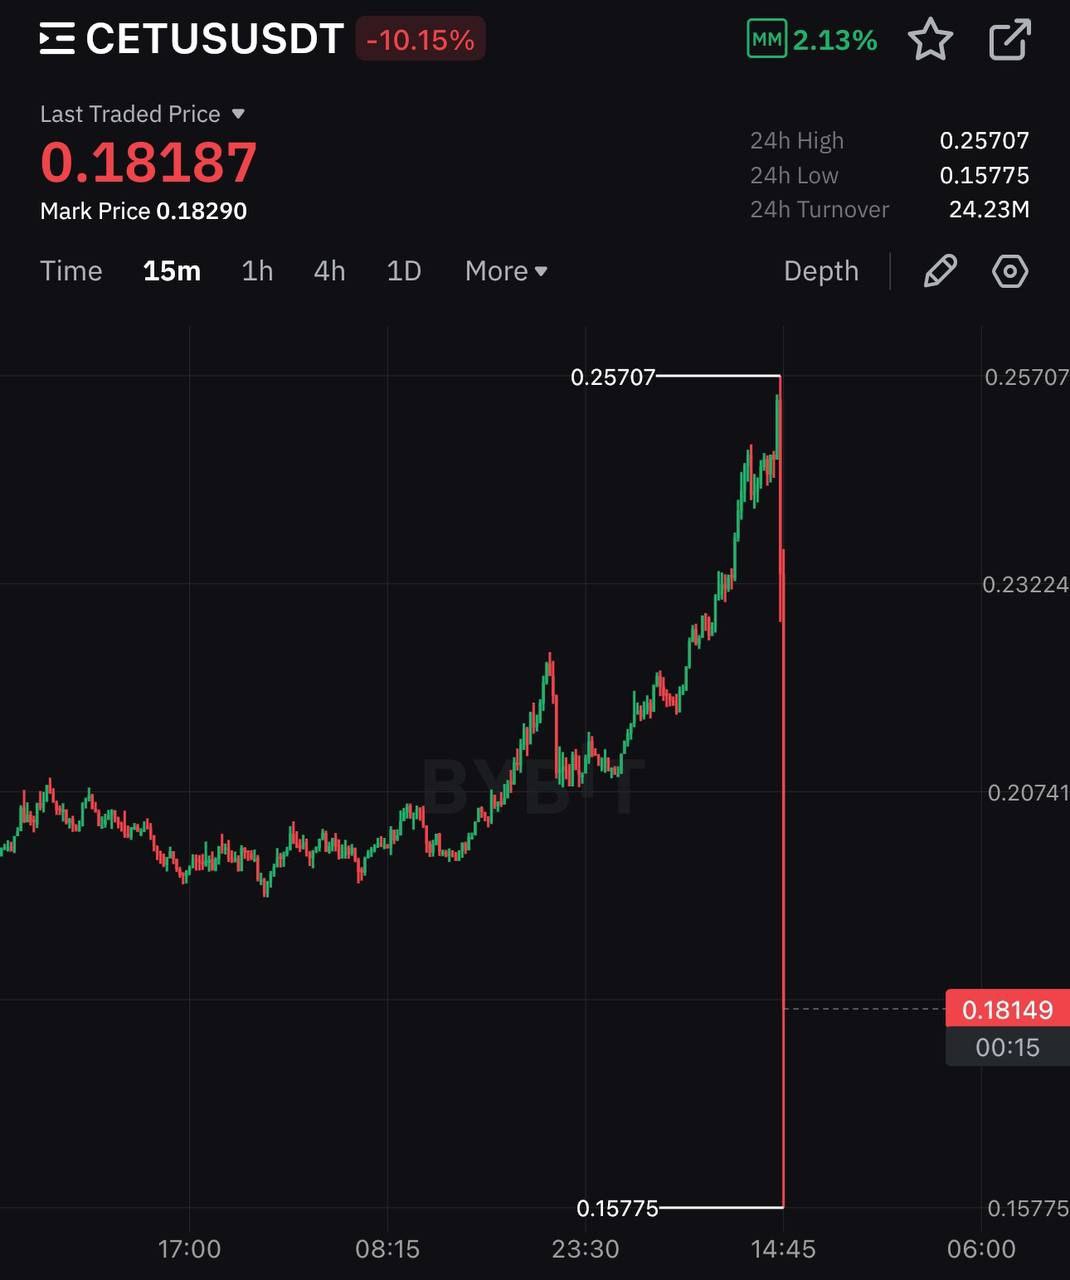 CETUSUSDT -10.15% MM 2.13%
Last Traded Price
0.18187
Mark Price 0.18290
24h High 0.25707
24h Low 0.15775
24h Turnover 24.23M
Time 15m 1h 4h 1D More Depth
0.25707 0.25707
0.23224
BYBIT
0.20741
0.18149
00:15
0.15775 0.15775
17:00 08:15 23:30 14:45 06:00